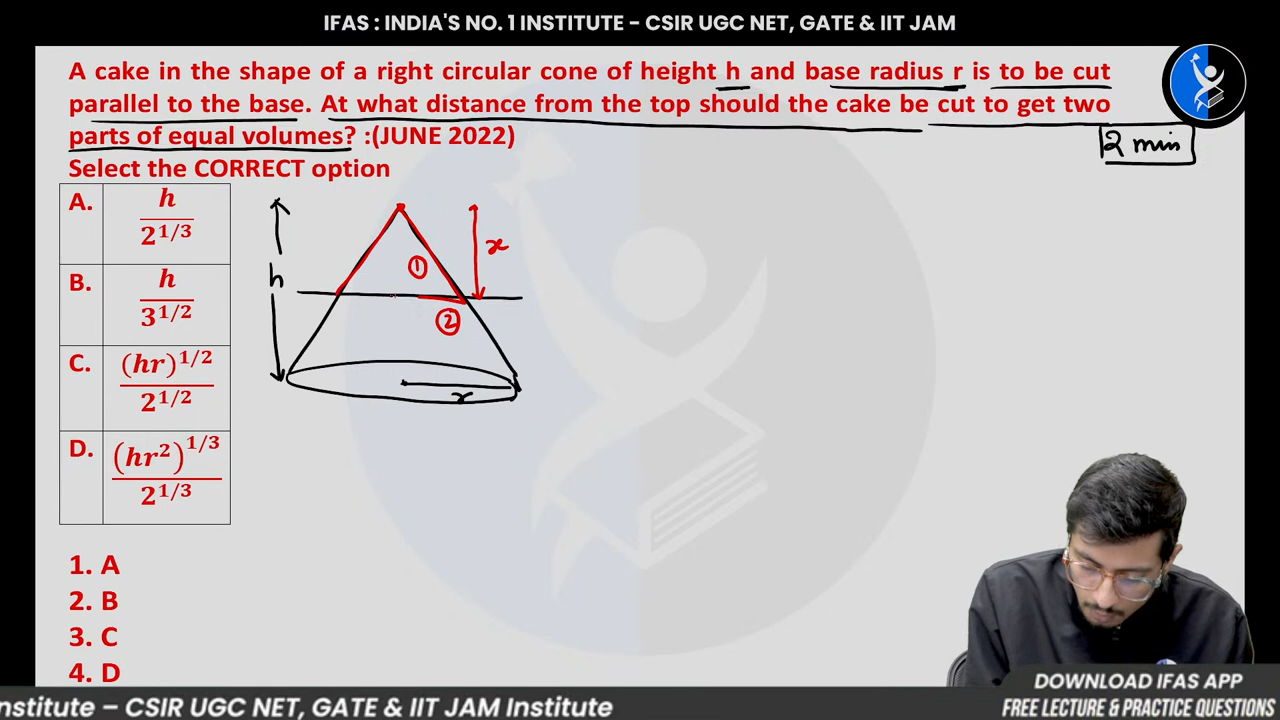 IFAS : INDIA'S NO. 1 INSTITUTE – CSIR UGC NET, GATE & IIT JAM
A cake in the shape of a right circular cone of height h and base radius r is to be cut
parallel to the base. At what distance from the top should the cake be cut to get two
parts of equal volumes? :(JUNE 2022)
2 min
Select the CORRECT option
A. h/2^{1/3}
B. h/3^{1/2}
C. (hr)^{1/2}/2^{1/2}
D. (hr²)^{1/3}/2^{1/3}
h
x
①
②
r
1. A
2. B
3. C
4. D
DOWNLOAD IFAS APP
FREE LECTURE & PRACTICE QUESTIONS
nstitute – CSIR UGC NET, GATE & IIT JAM Institute